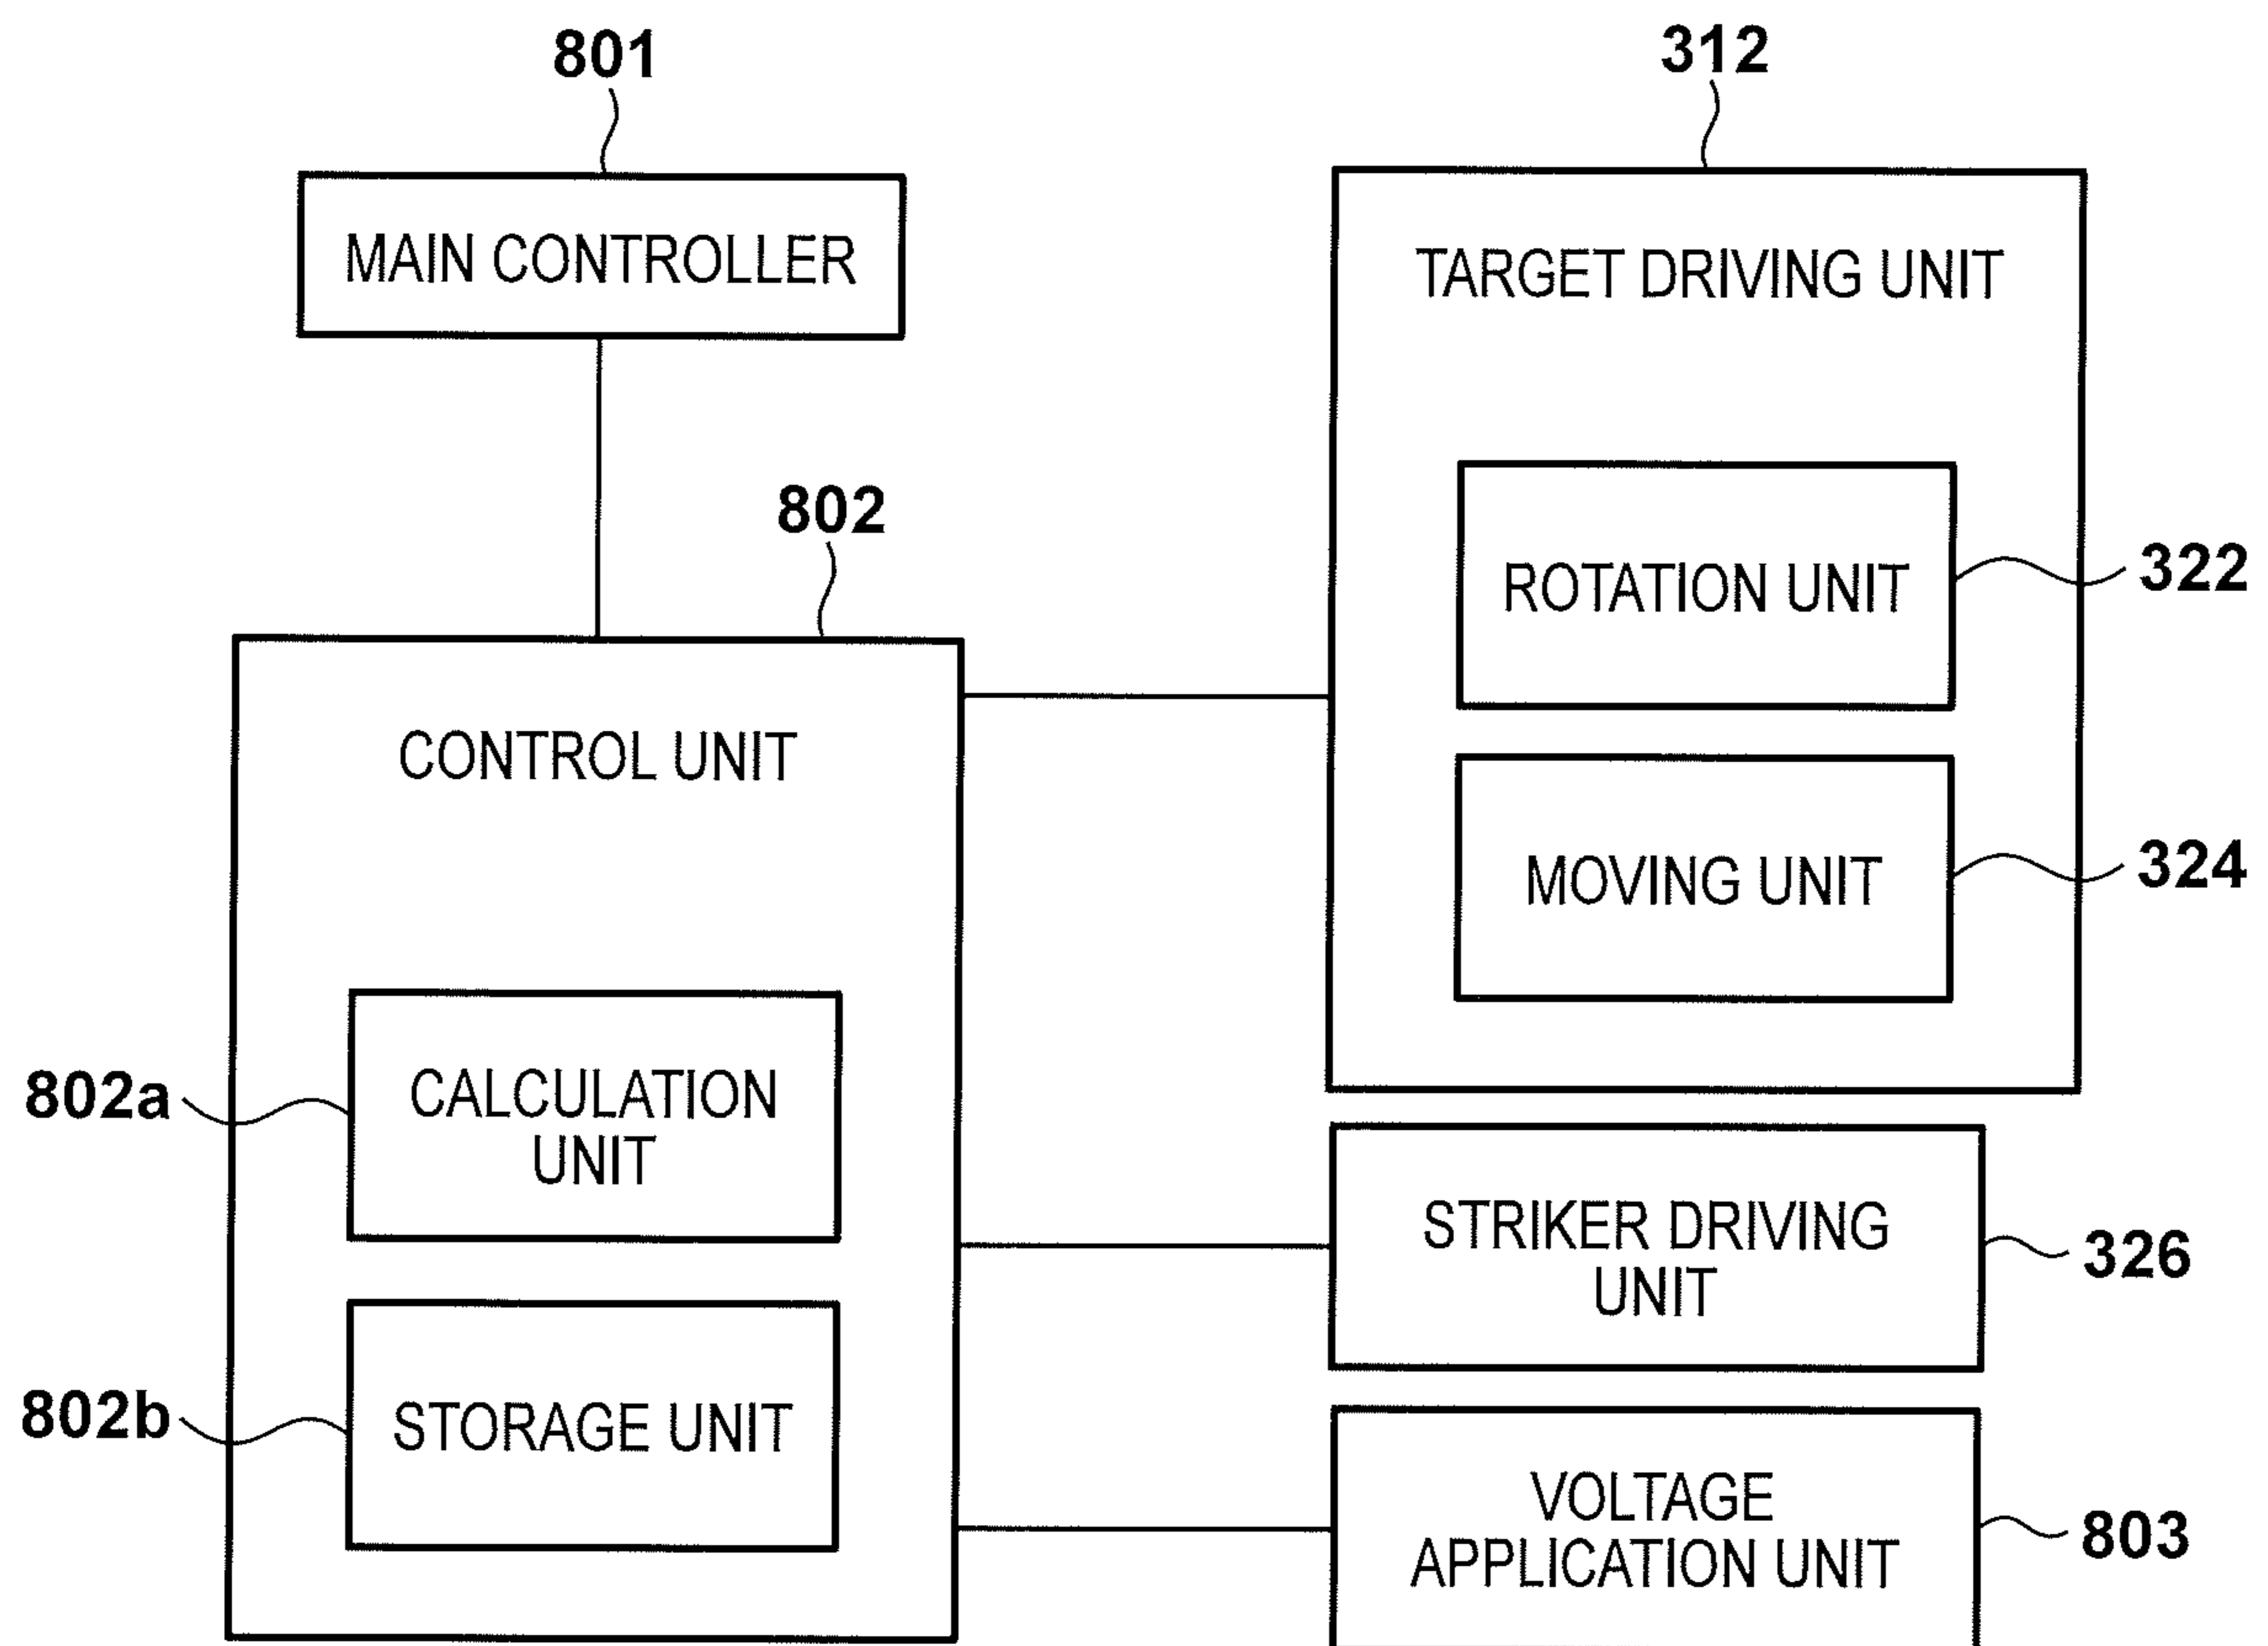 801
MAIN CONTROLLER
802
CONTROL UNIT
802a
CALCULATION
UNIT
802b
STORAGE UNIT
312
TARGET DRIVING UNIT
ROTATION UNIT
322
MOVING UNIT
324
STRIKER DRIVING
UNIT
326
VOLTAGE
APPLICATION UNIT
803